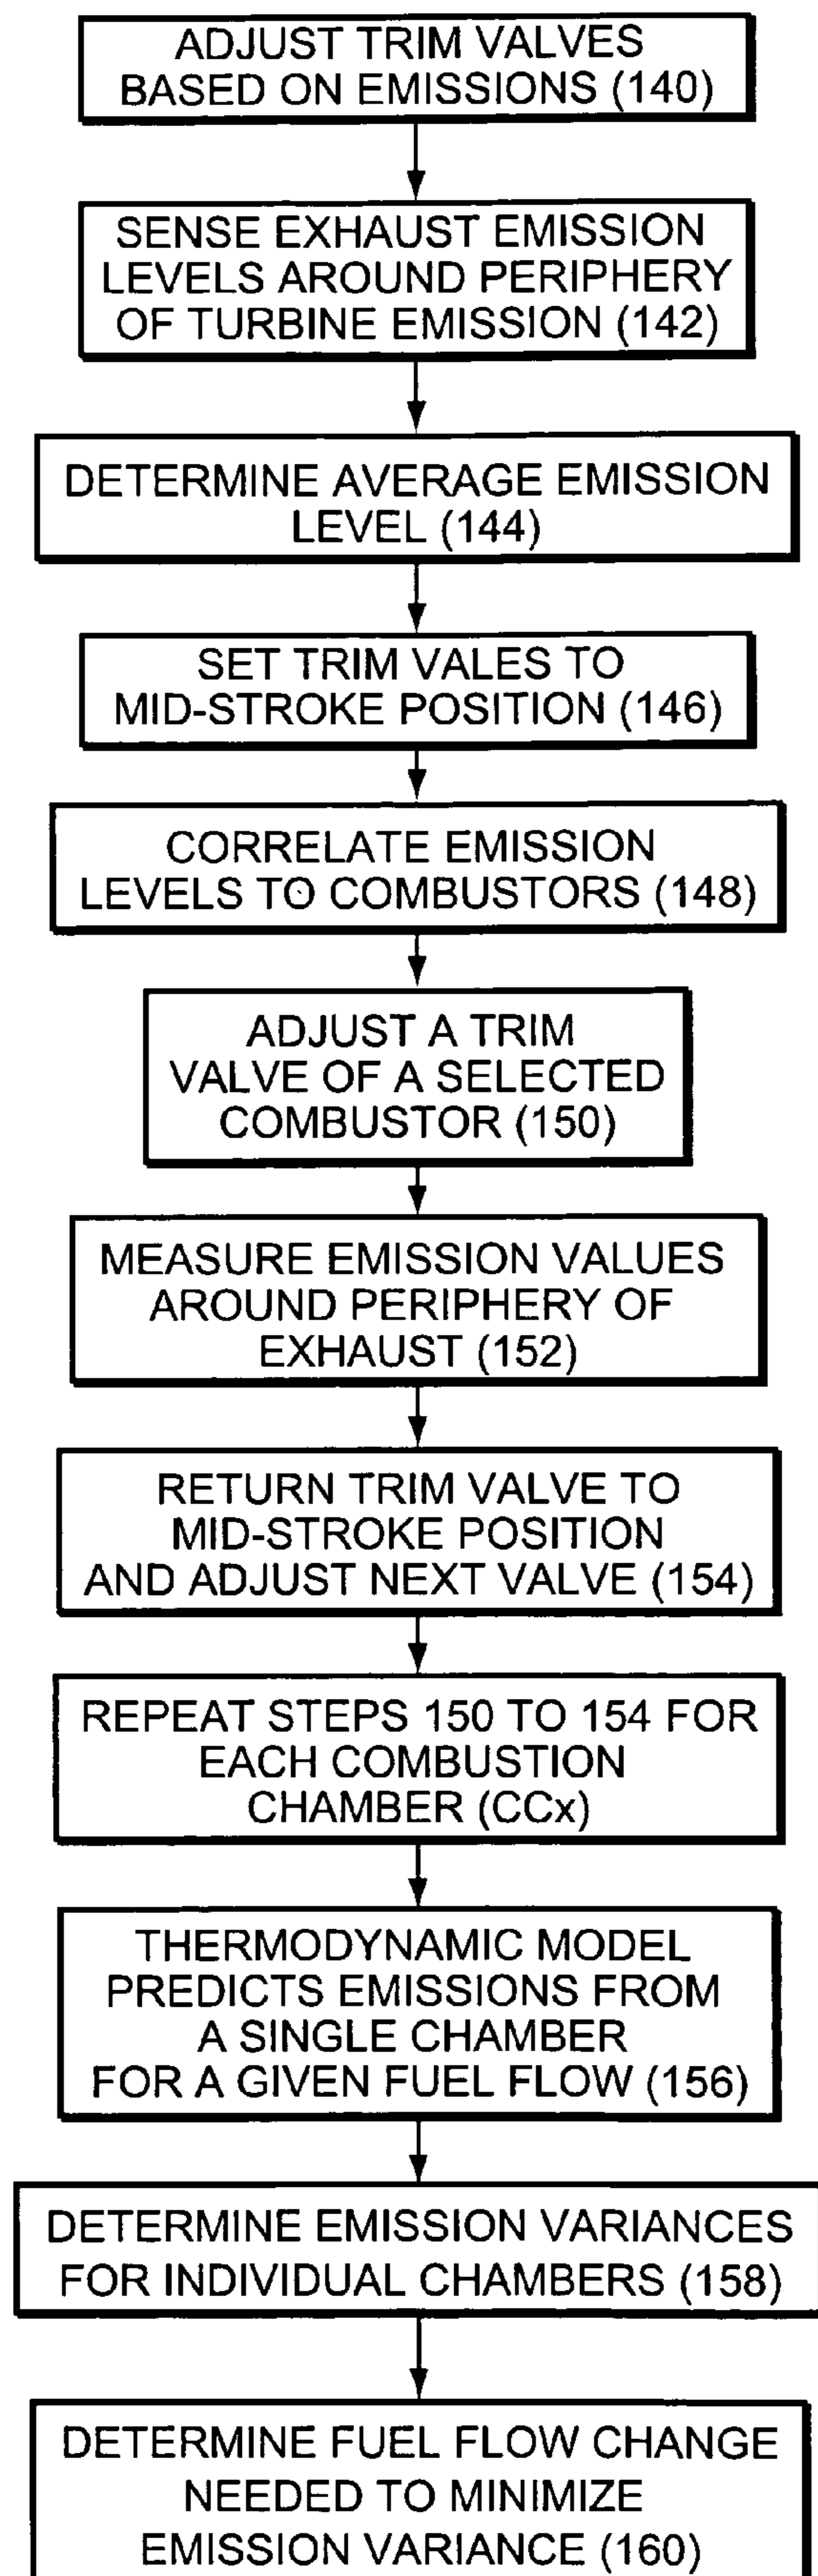 ADJUST TRIM VALVES
BASED ON EMISSIONS (140)
SENSE EXHAUST EMISSION
LEVELS AROUND PERIPHERY
OF TURBINE EMISSION (142)
DETERMINE AVERAGE EMISSION
LEVEL (144)
SET TRIM VALES TO
MID-STROKE POSITION (146)
CORRELATE EMISSION
LEVELS TO COMBUSTORS (148)
ADJUST A TRIM
VALVE OF A SELECTED
COMBUSTOR (150)
MEASURE EMISSION VALUES
AROUND PERIPHERY OF
EXHAUST (152)
RETURN TRIM VALVE TO
MID-STROKE POSITION
AND ADJUST NEXT VALVE (154)
REPEAT STEPS 150 TO 154 FOR
EACH COMBUSTION
CHAMBER (CCx)
THERMODYNAMIC MODEL
PREDICTS EMISSIONS FROM
A SINGLE CHAMBER
FOR A GIVEN FUEL FLOW (156)
DETERMINE EMISSION VARIANCES
FOR INDIVIDUAL CHAMBERS (158)
DETERMINE FUEL FLOW CHANGE
NEEDED TO MINIMIZE
EMISSION VARIANCE (160)